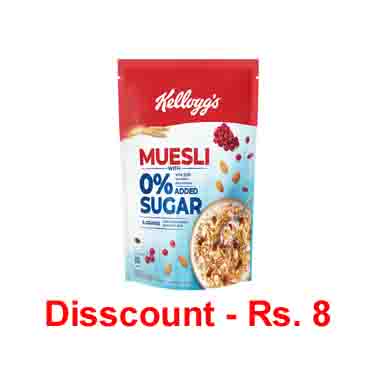 Kellogg's
MUESLI
WITH
0%
ADDED
SUGAR
Disscount - Rs. 8